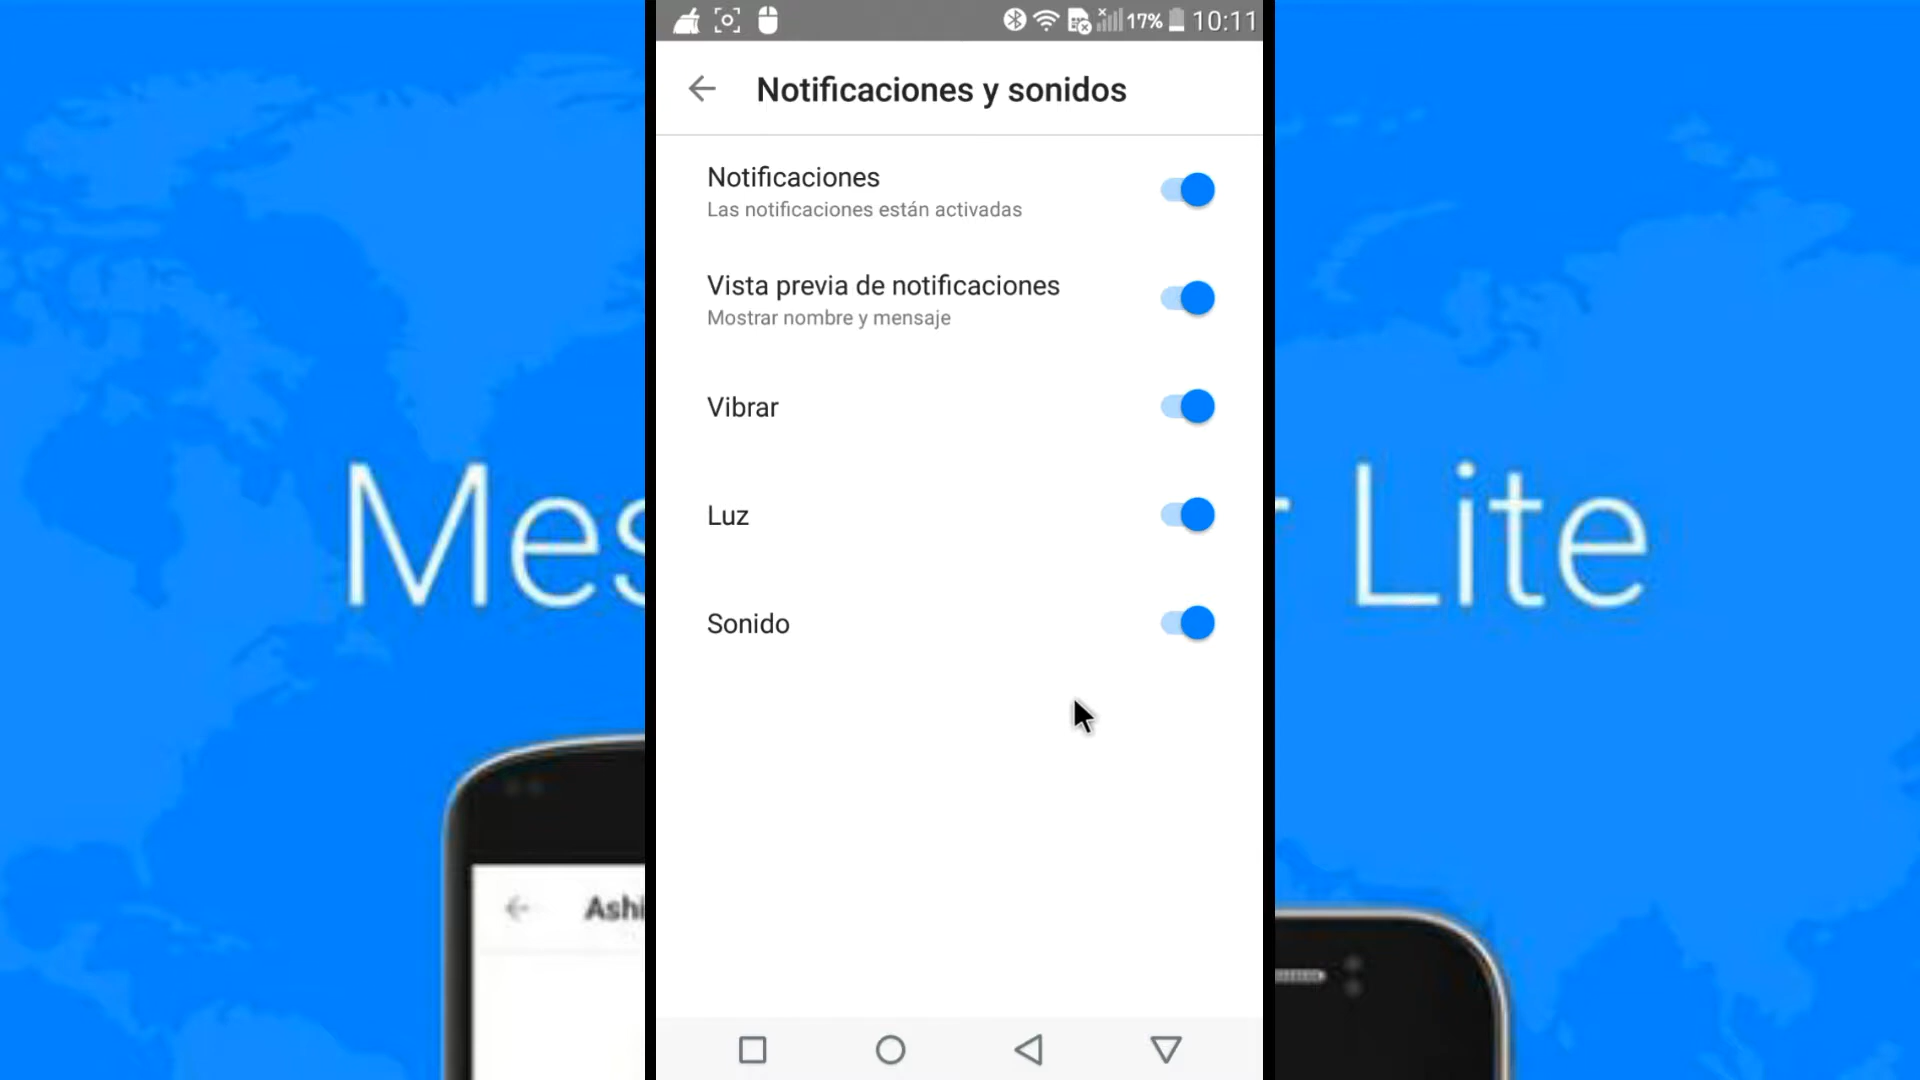 17% 10:11
Notificaciones y sonidos
Notificaciones
Las notificaciones están activadas
Vista previa de notificaciones
Mostrar nombre y mensaje
Vibrar
Luz
Sonido
Mes
Lite
Ashi